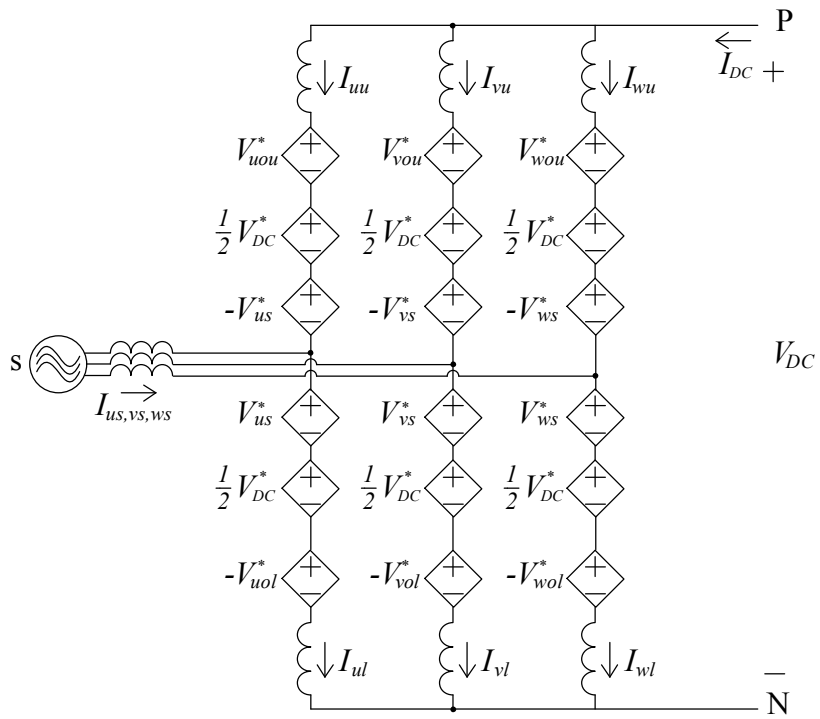 P
I_DC +
I_uu I_vu I_wu
V*_uou V*_vou V*_wou
+ + +
− − −
1/2 V*_DC 1/2 V*_DC 1/2 V*_DC
+ + +
− − −
-V*_us -V*_vs -V*_ws
+ + +
− − −
s
V_DC
I_us,vs,ws
V*_us V*_vs V*_ws
+ + +
− − −
1/2 V*_DC 1/2 V*_DC 1/2 V*_DC
+ + +
− − −
-V*_uol -V*_vol -V*_wol
+ + +
− − −
I_ul I_vl I_wl
−
N